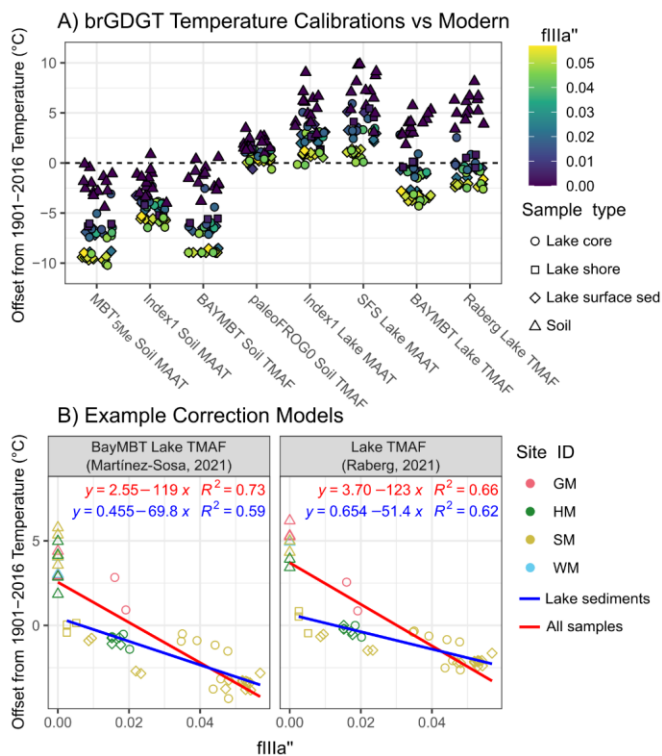 A) brGDGT Temperature Calibrations vs Modern
Offset from 1901−2016 Temperature (°C)
10
5
0
−5
−10
MBT'5Me Soil MAAT
Index1 Soil MAAT
BAYMBT Soil TMAF
paleoFROG0 Soil TMAF
Index1 Lake MAAT
SFS Lake MAAT
BAYMBT Lake TMAF
Raberg Lake TMAF
fIIIa"
0.05
0.04
0.03
0.02
0.01
0.00
Sample type
Lake core
Lake shore
Lake surface sed
Soil
B) Example Correction Models
Offset from 1901−2016 Temperature (°C)
BayMBT Lake TMAF
(Martínez-Sosa, 2021)
y = 2.55−119 x R² = 0.73
y = 0.455−69.8 x R² = 0.59
Lake TMAF
(Raberg, 2021)
y = 3.70−123 x R² = 0.66
y = 0.654−51.4 x R² = 0.62
5
0
0.00 0.02 0.04
0.00 0.02 0.04
fIIIa"
Site ID
GM
HM
SM
WM
Lake sediments
All samples